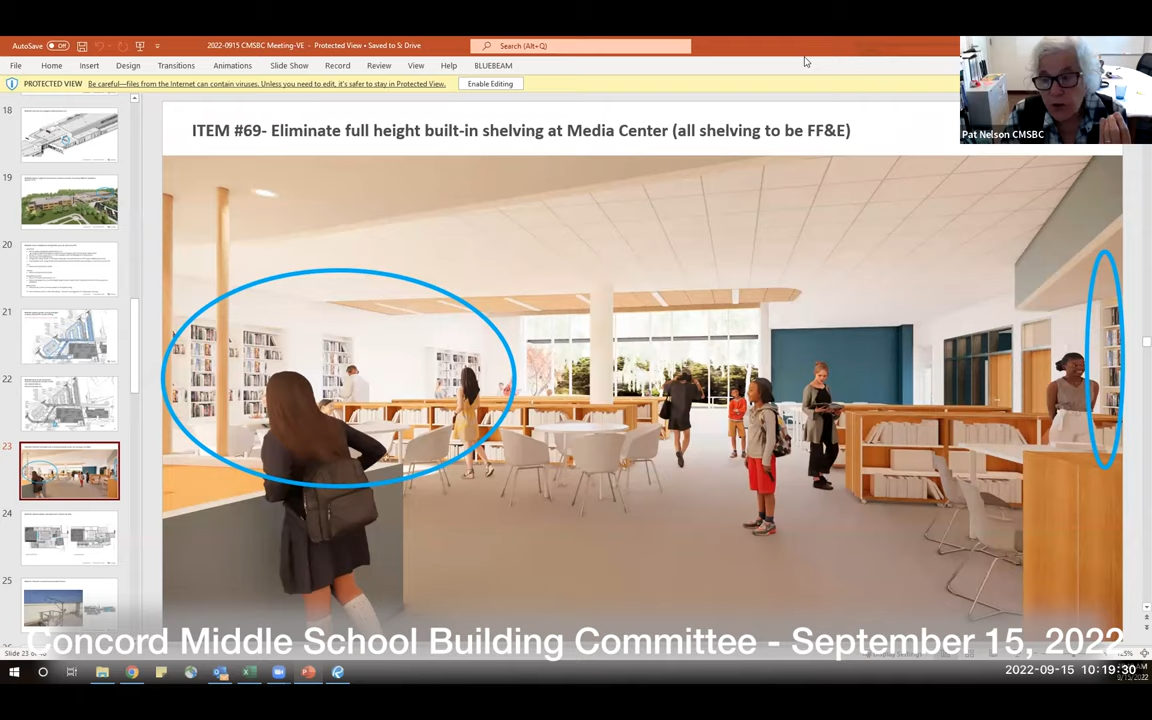 AutoSave Off
2022-0915 CMSBC Meeting-VE - Protected View • Saved to S: Drive
Search (Alt+Q)
File Home Insert Design Transitions Animations Slide Show Record Review View Help BLUEBEAM
PROTECTED VIEW Be careful—files from the Internet can contain viruses. Unless you need to edit, it's safer to stay in Protected View. Enable Editing
Pat Nelson CMSBC
ITEM #69- Eliminate full height built-in shelving at Media Center (all shelving to be FF&E)
18
19
20
21
22
23
24
25
Concord Middle School Building Committee - September 15, 2022
2022-09-15 10:19:30